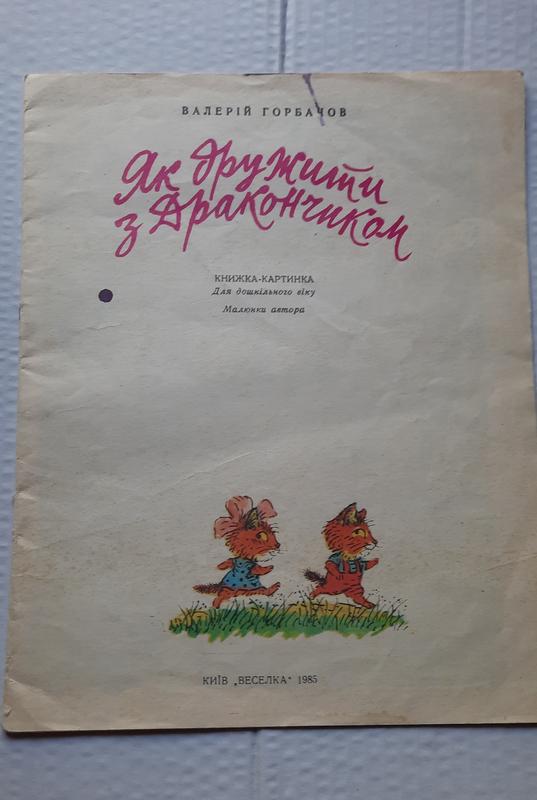 ВАЛЕРІЙ ГОРБАЧОВ
Як дружити
з Дракончиком
КНИЖКА-КАРТИНКА
Для дошкільного віку
Малюнки автора
КИЇВ „ВЕСЕЛКА" 1985